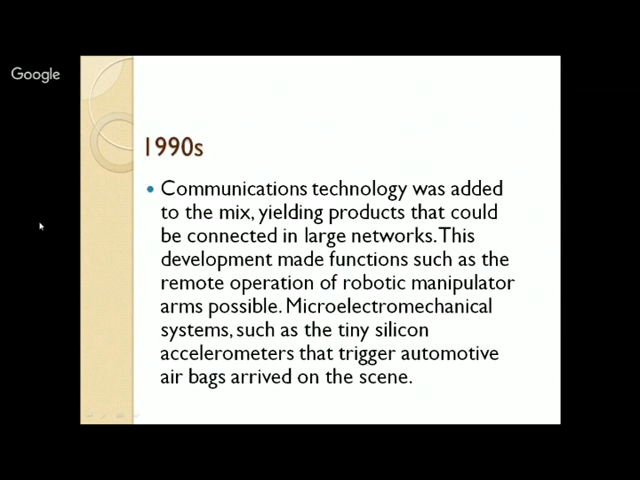 Google
1990s
• Communications technology was added
to the mix, yielding products that could
be connected in large networks. This
development made functions such as the
remote operation of robotic manipulator
arms possible. Microelectromechanical
systems, such as the tiny silicon
accelerometers that trigger automotive
air bags arrived on the scene.